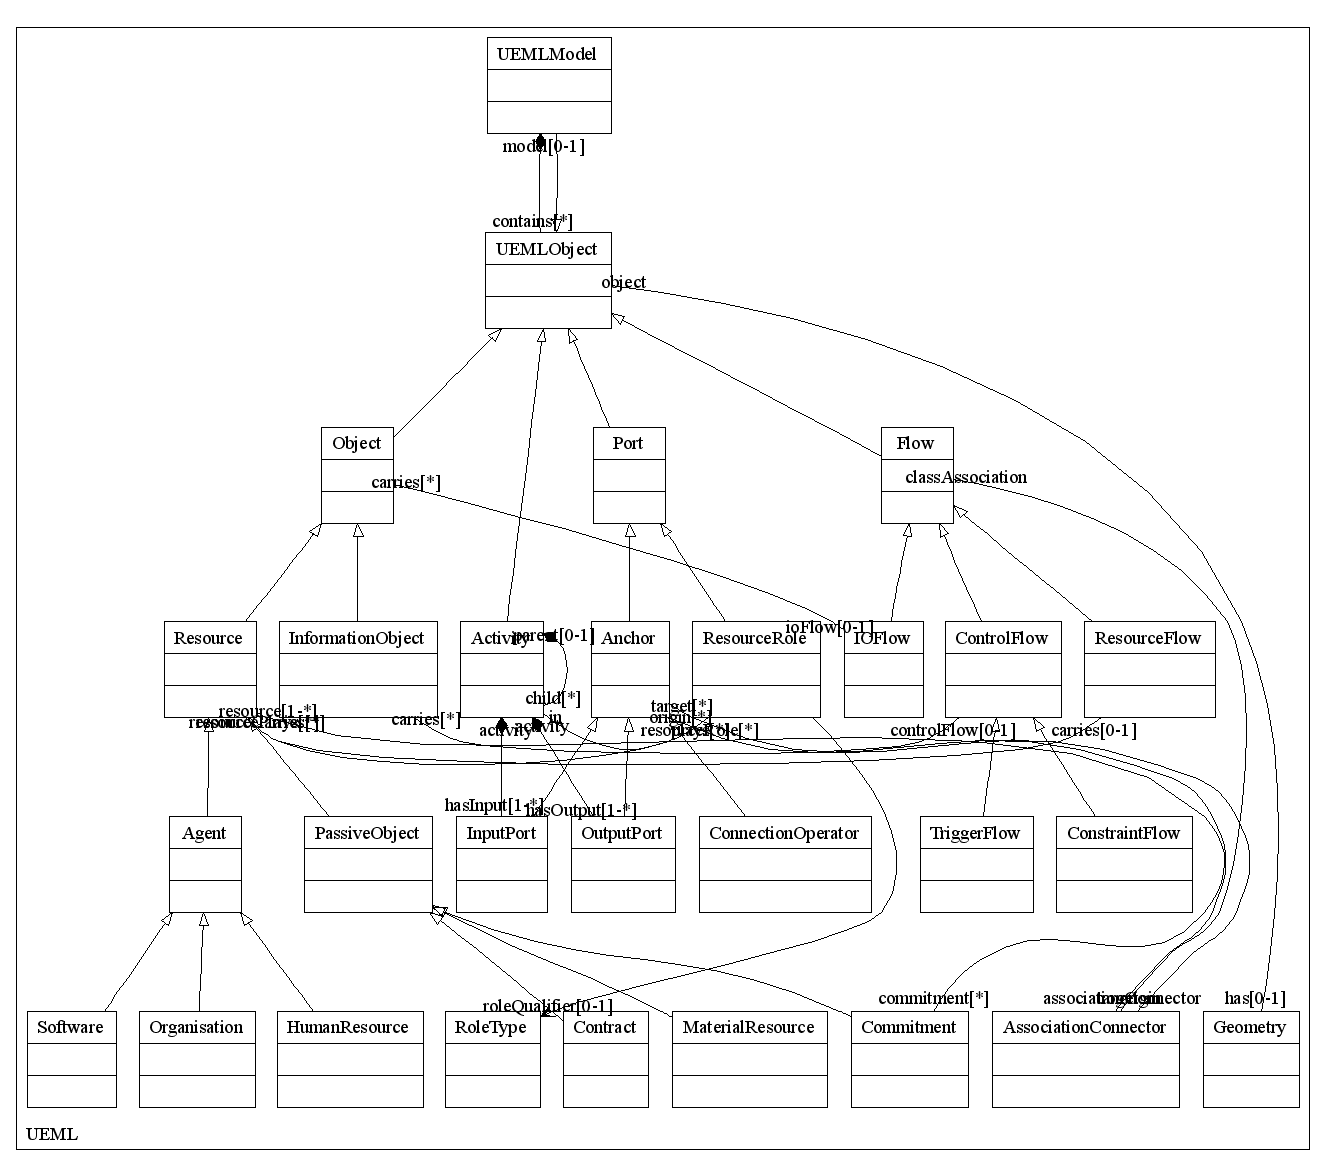 UEMLModel
model[0-1]
contains[*]
UEMLObject
object
Object
Port
Flow
carries[*]
classAssociation
Resource
InformationObject
Activity
parent[0-1]
Anchor
ResourceRole
ioFlow[0-1]
IOFlow
ControlFlow
ResourceFlow
child[*]
resource[1-*]
carries[*]
in
target[*]
origin[*]
activity
activity
controlFlow[0-1]
carries[0-1]
hasInput[1-*]
hasOutput[1-*]
Agent
PassiveObject
InputPort
OutputPort
ConnectionOperator
TriggerFlow
ConstraintFlow
roleQualifier[0-1]
commitment[*]
has[0-1]
Software
Organisation
HumanResource
RoleType
Contract
MaterialResource
Commitment
AssociationConnector
Geometry
UEML